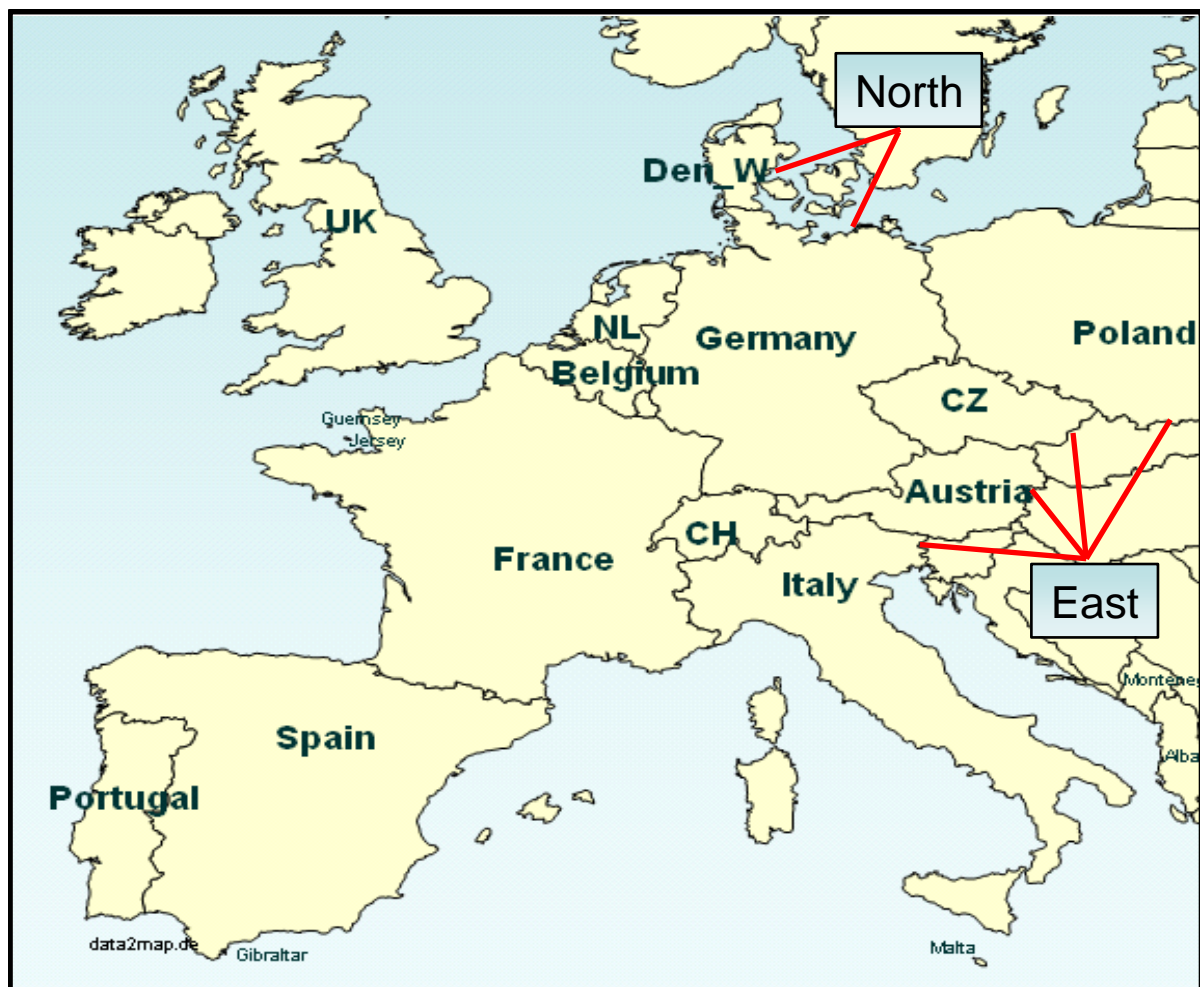 North
Den_W
UK
NL
Germany
Poland
Belgium
CZ
Guernsey
Jersey
Austria
CH
France
Italy
East
Montene
Spain
Alba
Portugal
data2map.de
Gibraltar
Malta